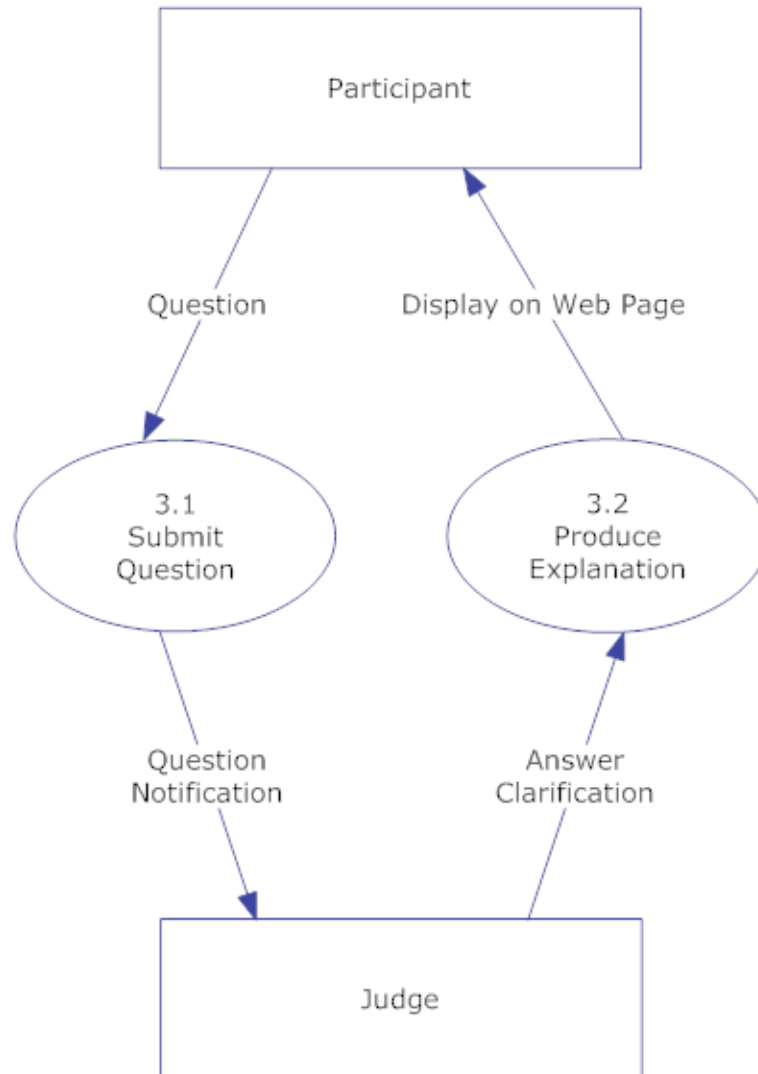 Participant
Question
Display on Web Page
3.1
Submit
Question
3.2
Produce
Explanation
Question
Notification
Answer
Clarification
Judge